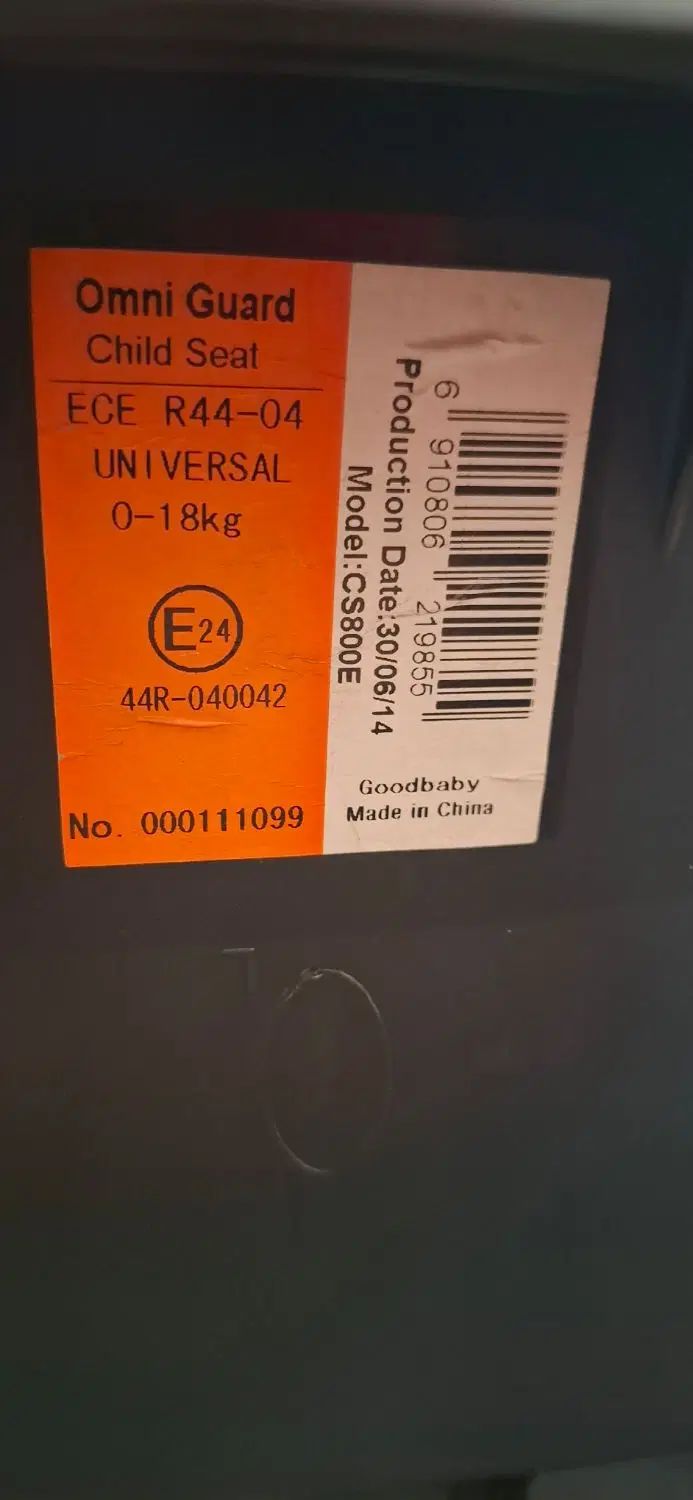 Omni Guard
Child Seat
ECE R44-04
UNIVERSAL
0-18kg
E24
44R-040042
No. 000111099
6 910806 219855
Production Date:30/06/14
Model:CS800E
Goodbaby
Made in China